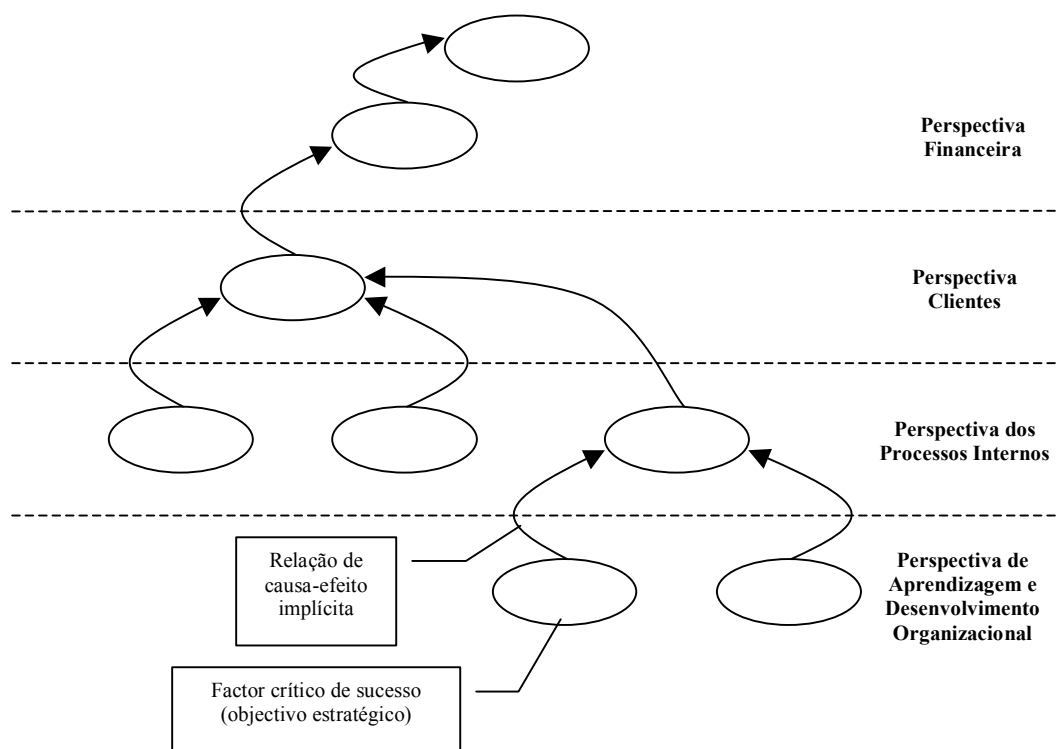 Perspectiva
Financeira
Perspectiva
Clientes
Perspectiva dos
Processos Internos
Relação de
causa-efeito
implícita
Perspectiva de
Aprendizagem e
Desenvolvimento
Organizacional
Factor crítico de sucesso
(objectivo estratégico)